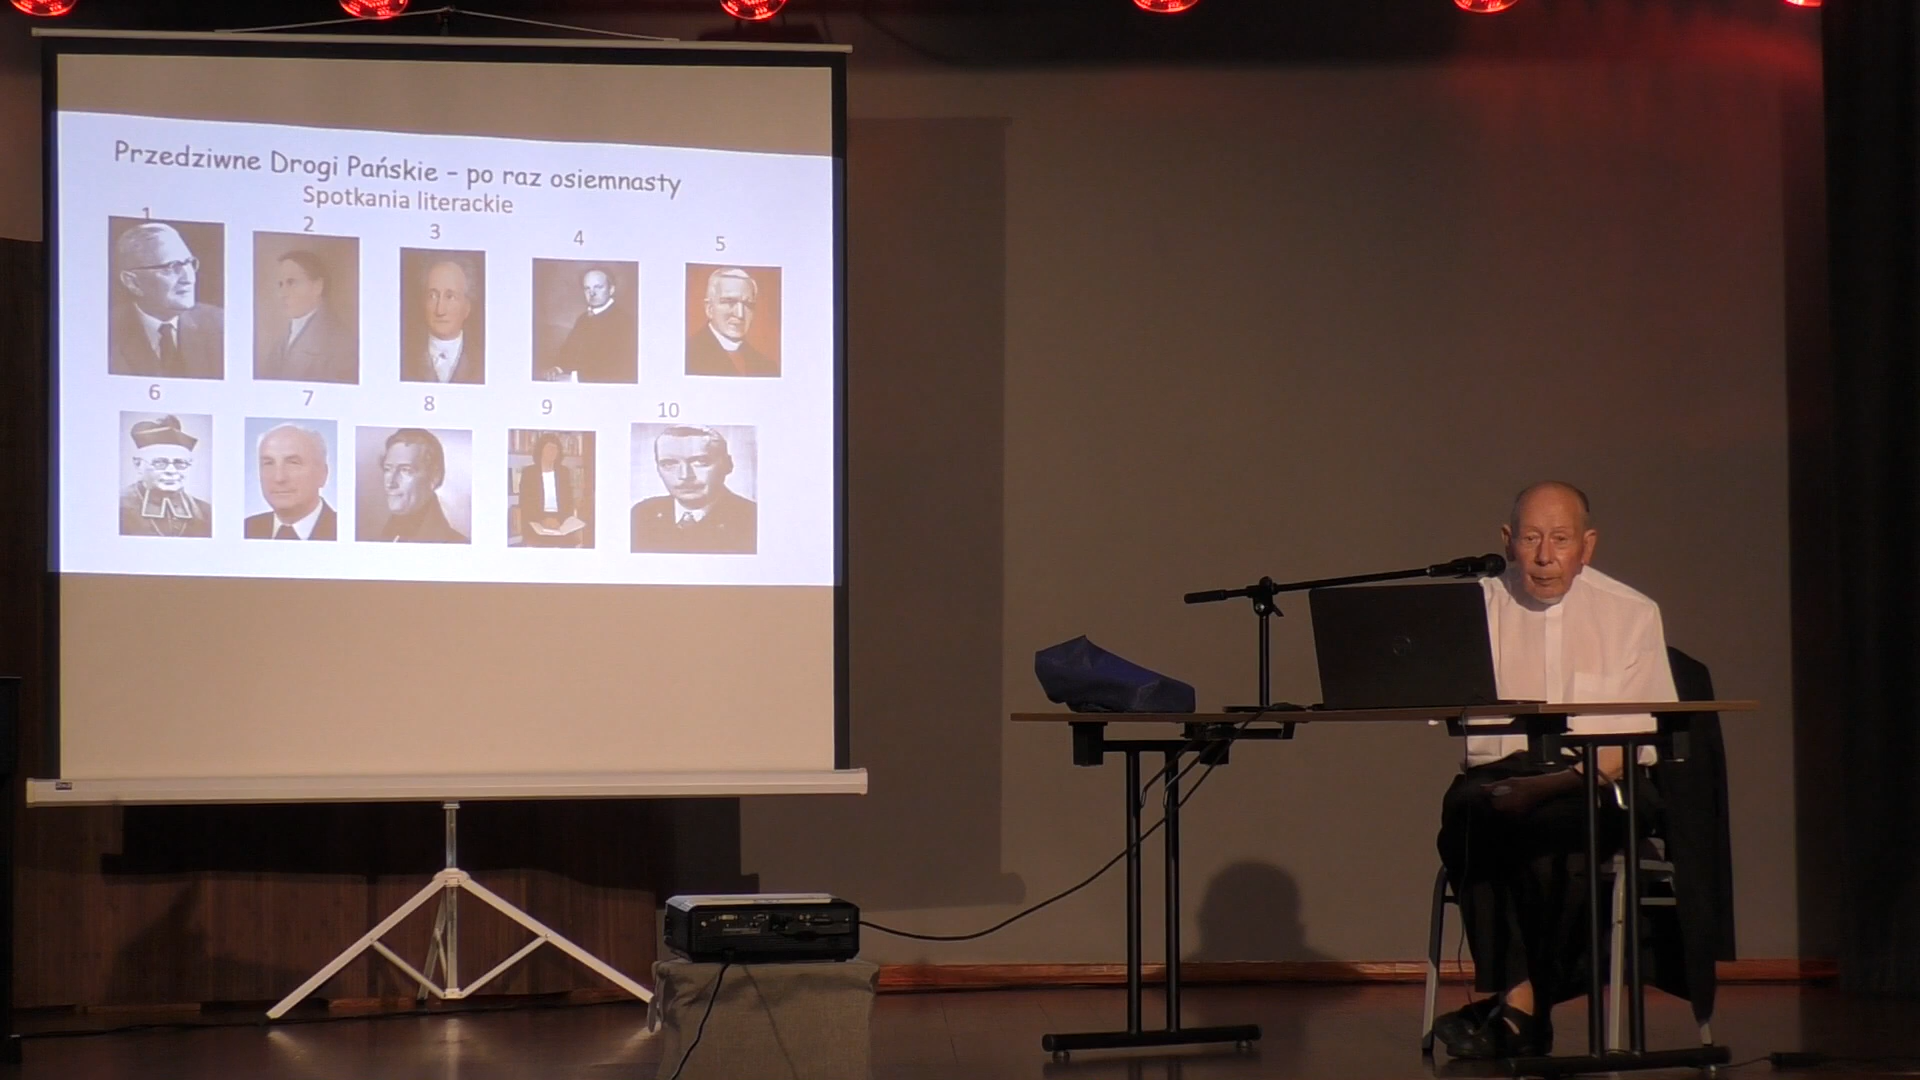 Przedziwne Drogi Pańskie - po raz osiemnasty
Spotkania literackie
1 2 3 4 5
6 7 8 9 10